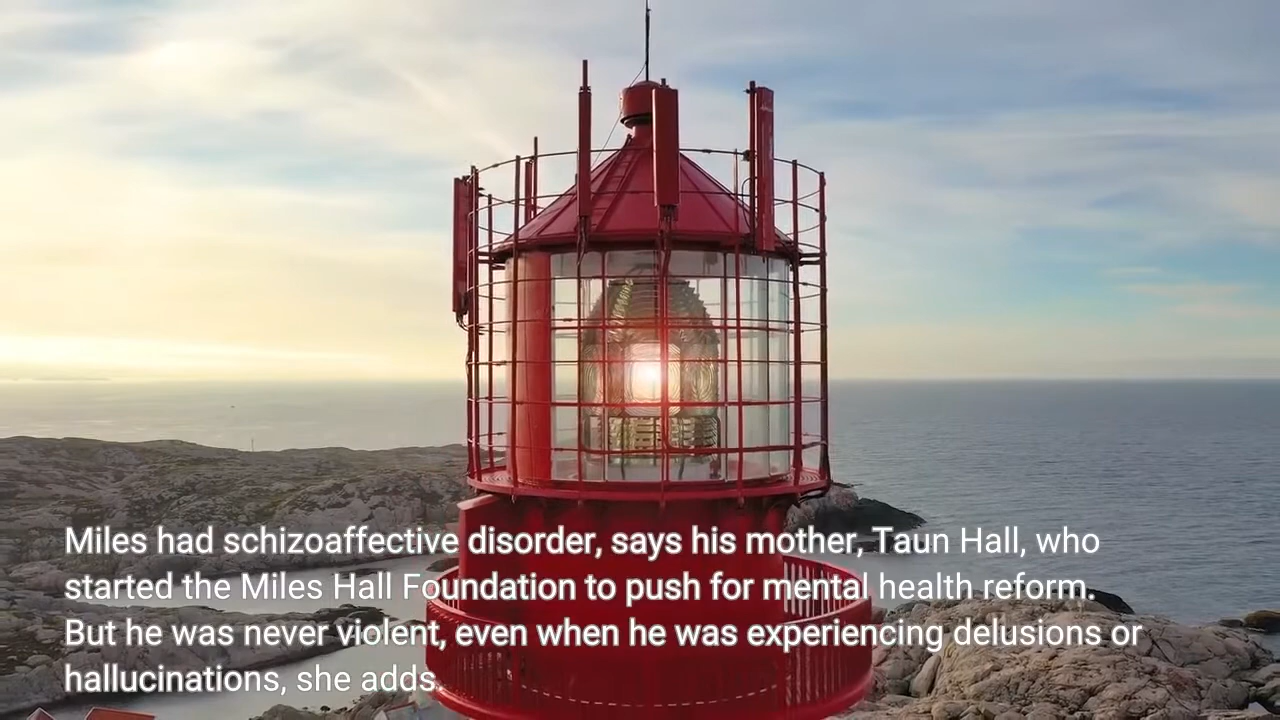 Miles had schizoaffective disorder, says his mother, Taun Hall, who
started the Miles Hall Foundation to push for mental health reform.
But he was never violent, even when he was experiencing delusions or
hallucinations, she adds.